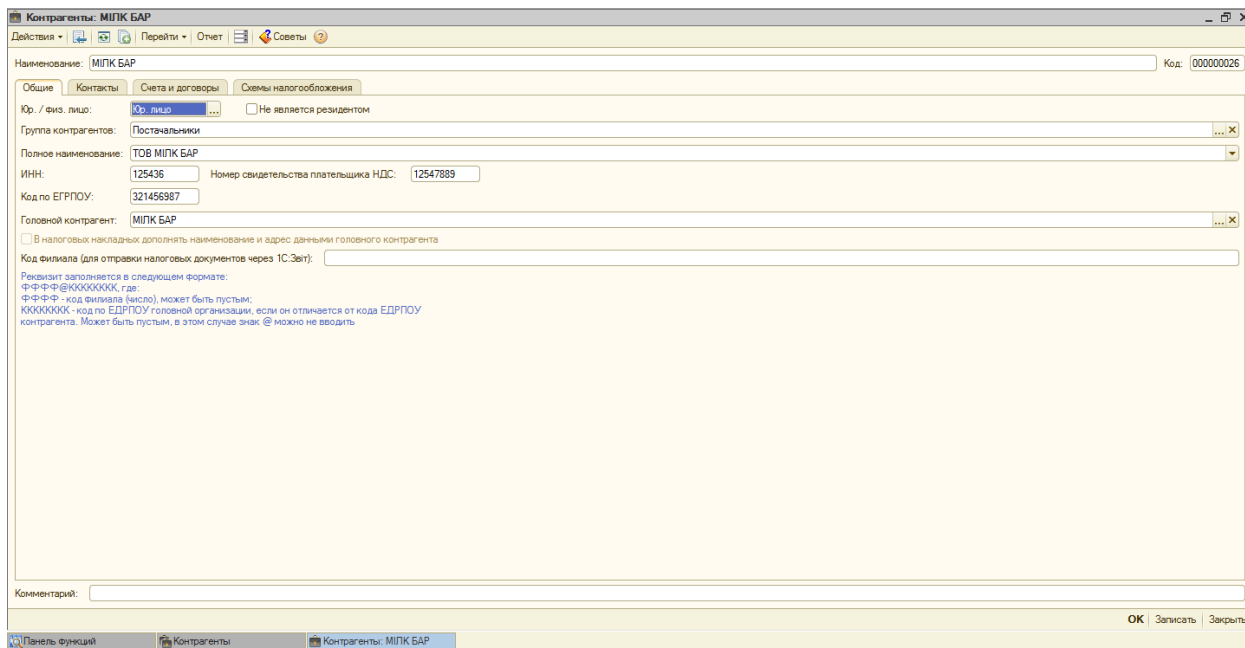 Контрагенты: МІЛК БАР
Действия Перейти Отчет Советы
Наименование: МІЛК БАР Код: 000000026
Общие Контакты Счета и договоры Схемы налогообложения
Юр. / физ. лицо: Юр. лицо ... Не является резидентом
Группа контрагентов: Постачальники ...
Полное наименование: ТОВ МІЛК БАР
ИНН: 125436 Номер свидетельства плательщика НДС: 12547889
Код по ЕГРПОУ: 321456987
Головной контрагент: МІЛК БАР ...
В налоговых накладных дополнять наименование и адрес данными головного контрагента
Код филиала (для отправки налоговых документов через 1С:Звіт):
Реквизит заполняется в следующем формате:
ФФФФ@КККККККК, где:
ФФФФ - код филиала (число), может быть пустым;
КККККККК - код по ЕДРПОУ головной организации, если он отличается от кода ЕДРПОУ
контрагента. Может быть пустым, в этом случае знак @ можно не вводить
Комментарий:
OK Записать Закрыть
Панель функций Контрагенты Контрагенты: МІЛК БАР